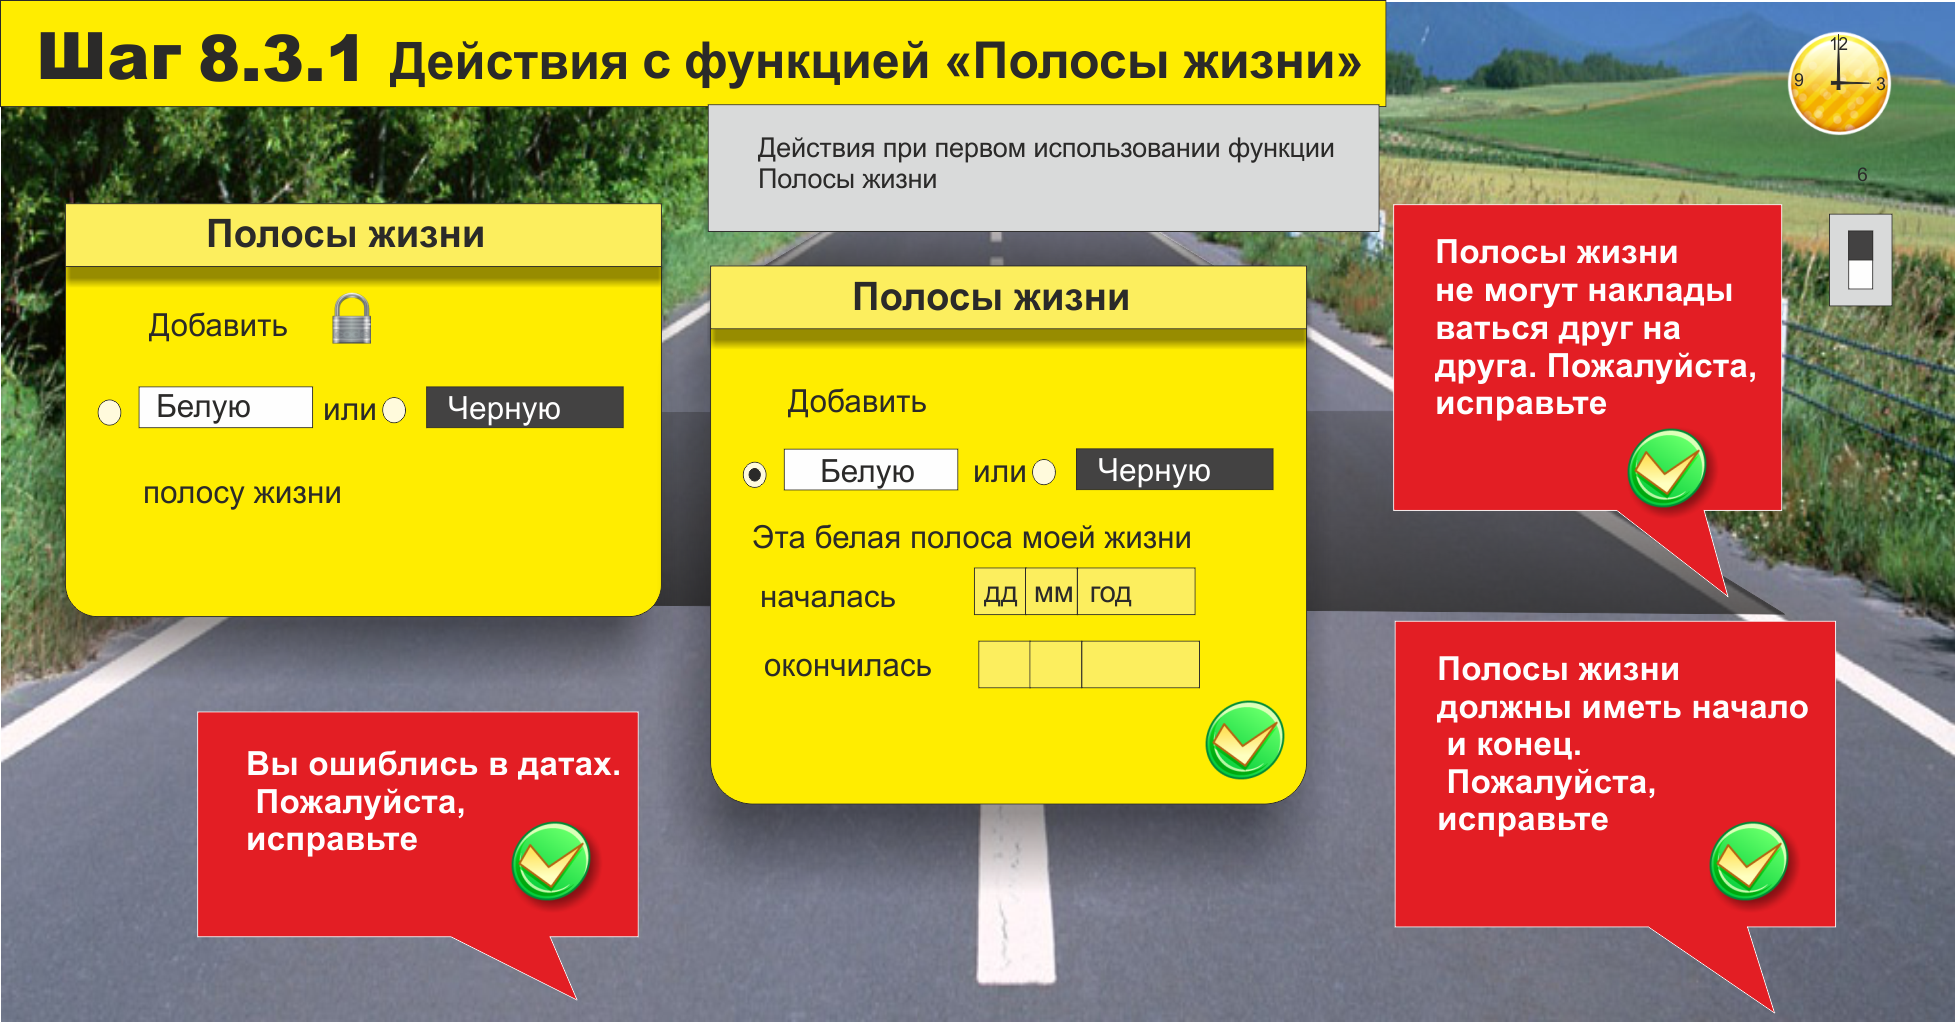 Шаг 8.3.1 Действия с функцией «Полосы жизни»
Действия при первом использовании функции
Полосы жизни
12
9
3
6
Полосы жизни
Добавить
Белую или Черную
полосу жизни
Полосы жизни
Добавить
Белую или Черную
Эта белая полоса моей жизни
началась дд мм год
окончилась
Полосы жизни
не могут наклады
ваться друг на
друга. Пожалуйста,
исправьте
Вы ошиблись в датах.
Пожалуйста,
исправьте
Полосы жизни
должны иметь начало
и конец.
Пожалуйста,
исправьте